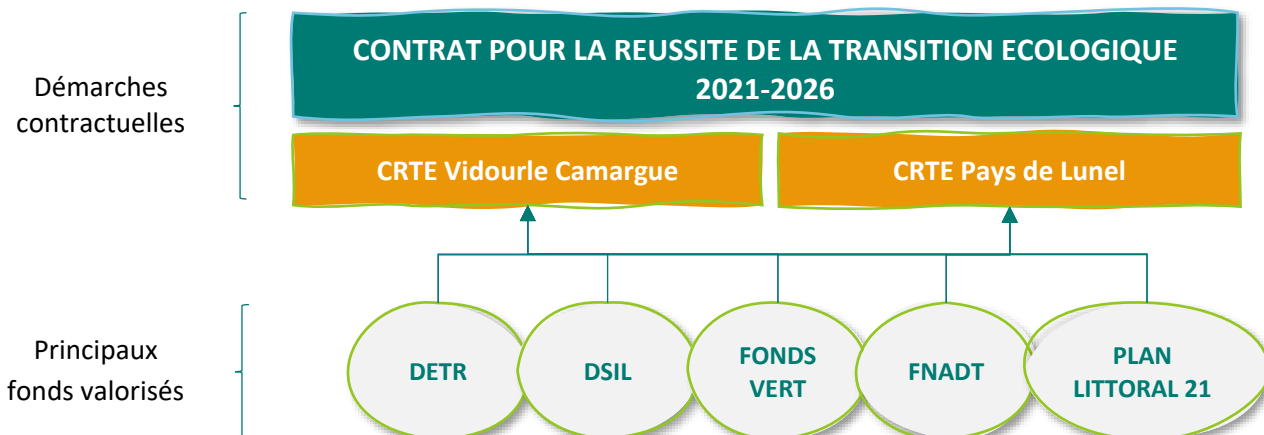 CONTRAT POUR LA REUSSITE DE LA TRANSITION ECOLOGIQUE
2021-2026
Démarches
contractuelles
CRTE Vidourle Camargue
CRTE Pays de Lunel
Principaux
fonds valorisés
DETR
DSIL
FONDS
VERT
FNADT
PLAN
LITTORAL 21